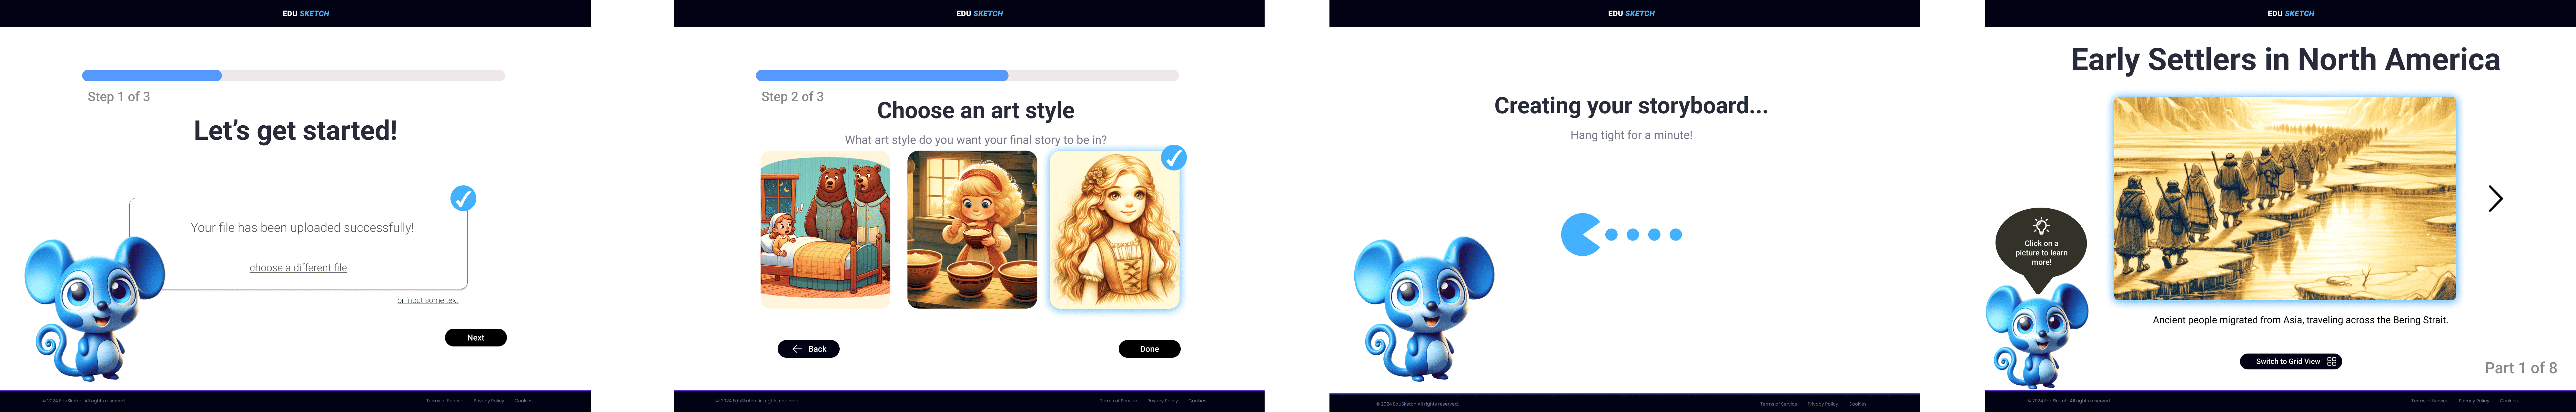 EDU SKETCH
Step 1 of 3
Let's get started!
Your file has been uploaded successfully!
choose a different file
or input some text
Next
© 2024 EduSketch. All rights reserved.
Terms of Service Privacy Policy Cookies
EDU SKETCH
Step 2 of 3
Choose an art style
What art style do you want your final story to be in?
Back
Done
© 2024 EduSketch. All rights reserved.
Terms of Service Privacy Policy Cookies
EDU SKETCH
Creating your storyboard...
Hang tight for a minute!
© 2024 EduSketch. All rights reserved.
Terms of Service Privacy Policy Cookies
EDU SKETCH
Early Settlers in North America
Click on a
picture to learn
more!
Ancient people migrated from Asia, traveling across the Bering Strait.
Switch to Grid View
Part 1 of 8
© 2024 EduSketch. All rights reserved.
Terms of Service Privacy Policy Cookies